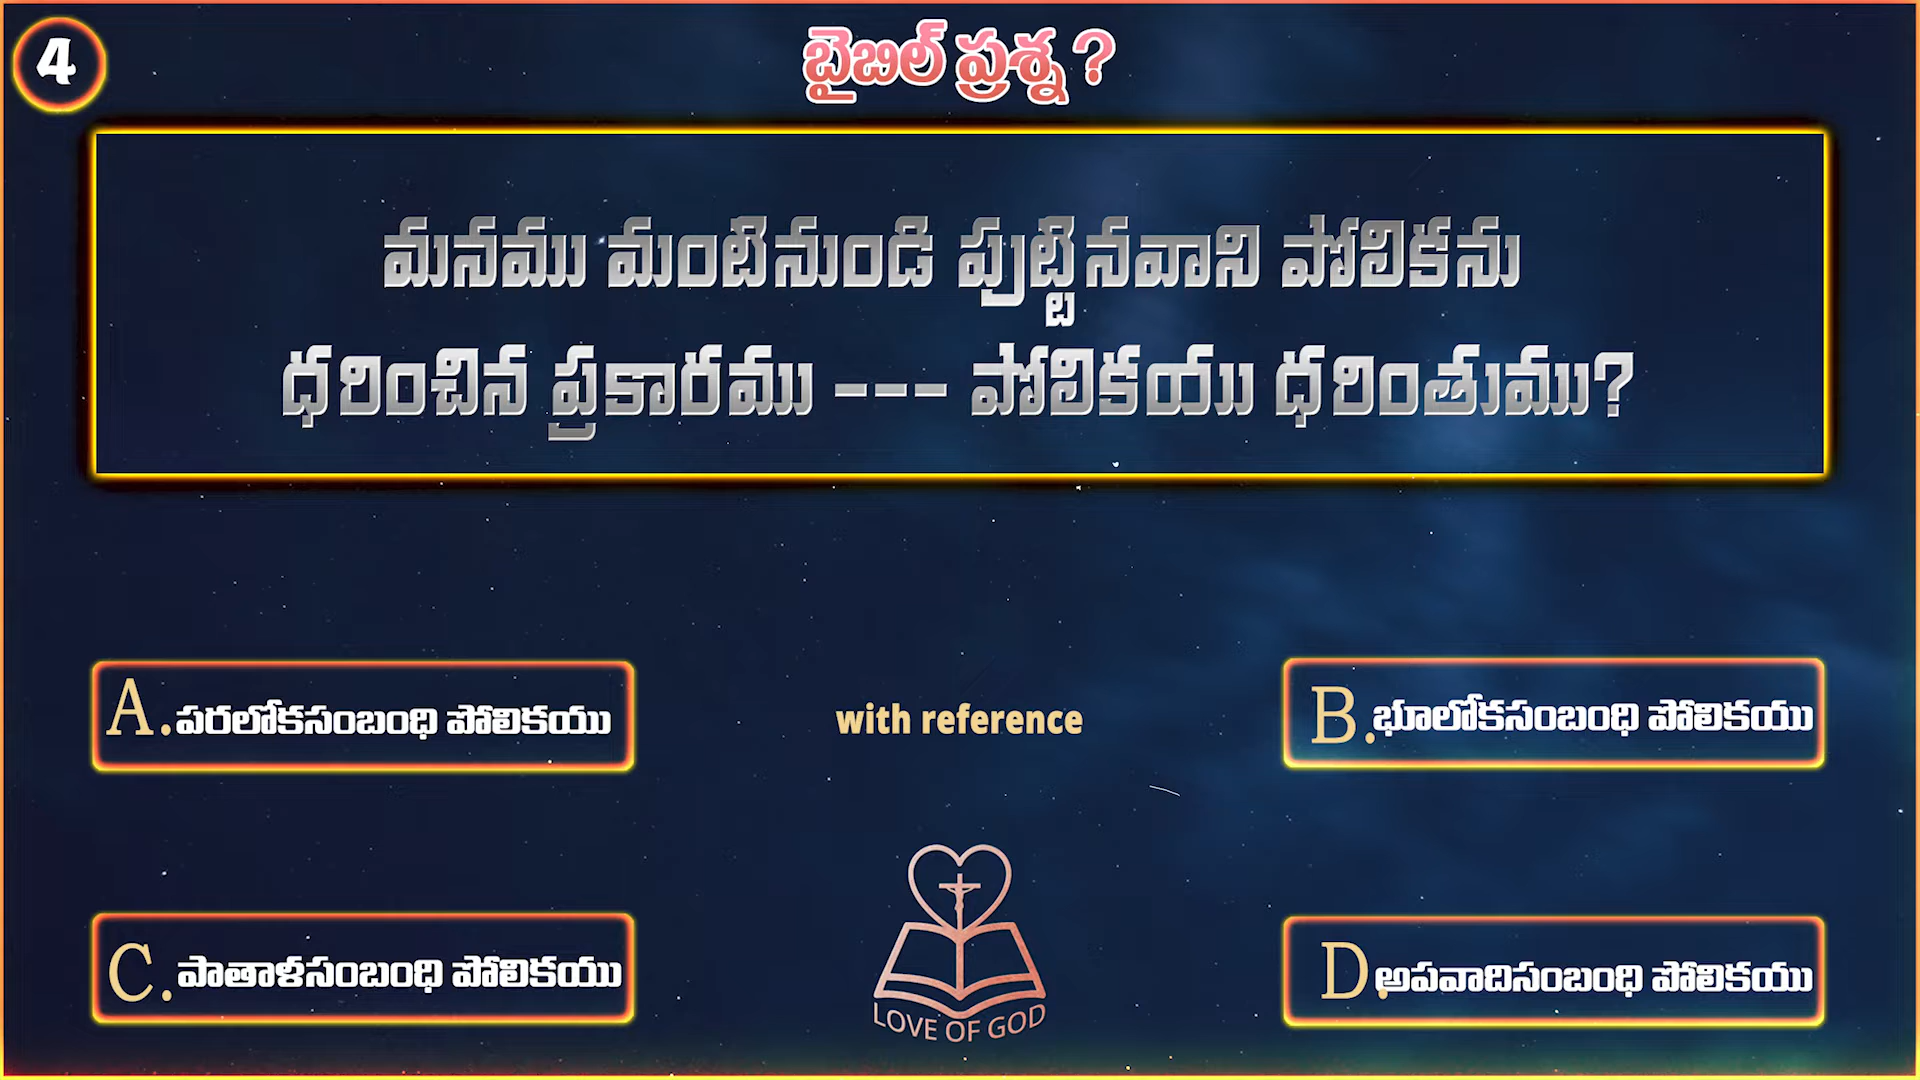 4
బైబిల్ ప్రశ్న ?
మనము మంటినుండి పుట్టినవాని పోలికను
ధరించిన ప్రకారము --- పోలికయు ధరింతుము?
A. పరలోకసంబంధి పోలికయు
with reference
B. భూలోకసంబంధి పోలికయు
C. పాతాళసంబంధి పోలికయు
D. అపవాదిసంబంధి పోలికయు
LOVE OF GOD